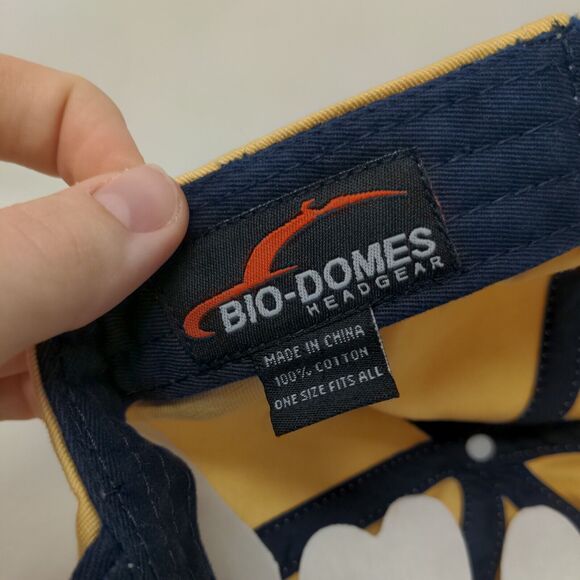 BIO-DOMES
HEADGEAR
MADE IN CHINA
100% COTTON
ONE SIZE FITS ALL